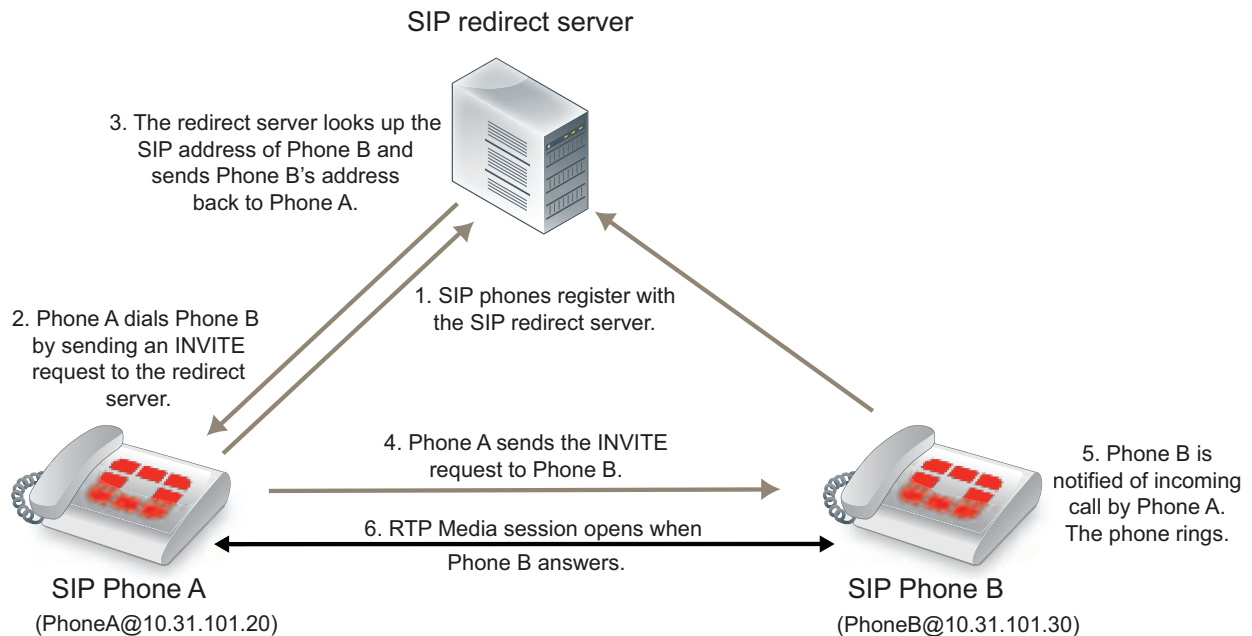 SIP redirect server
3. The redirect server looks up the
SIP address of Phone B and
sends Phone B’s address
back to Phone A.
1. SIP phones register with
the SIP redirect server.
2. Phone A dials Phone B
by sending an INVITE
request to the redirect
server.
4. Phone A sends the INVITE
request to Phone B.
5. Phone B is
notified of incoming
call by Phone A.
The phone rings.
6. RTP Media session opens when
Phone B answers.
SIP Phone A
(PhoneA@10.31.101.20)
SIP Phone B
(PhoneB@10.31.101.30)